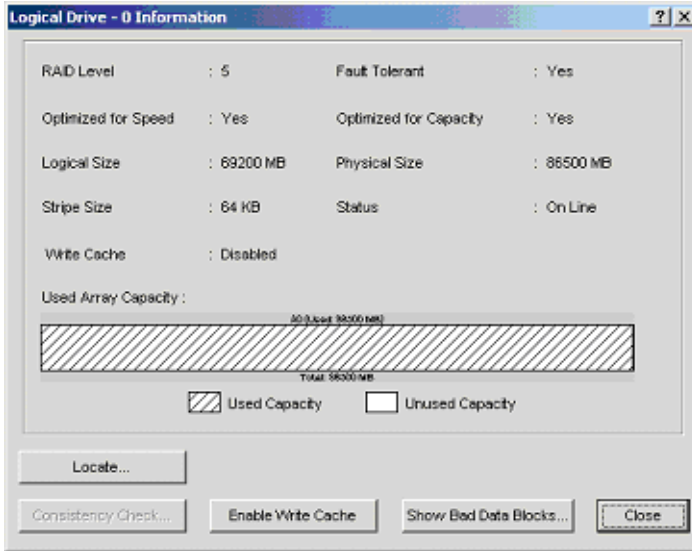 Logical Drive - 0 Information
RAID Level : 5 Fault Tolerant : Yes
Optimized for Speed : Yes Optimized for Capacity : Yes
Logical Size : 69200 MB Physical Size : 86500 MB
Stripe Size : 64 KB Status : On Line
Write Cache : Disabled
Used Array Capacity :
Used Capacity Unused Capacity
Locate...
Consistency Check... Enable Write Cache Show Bad Data Blocks... Close